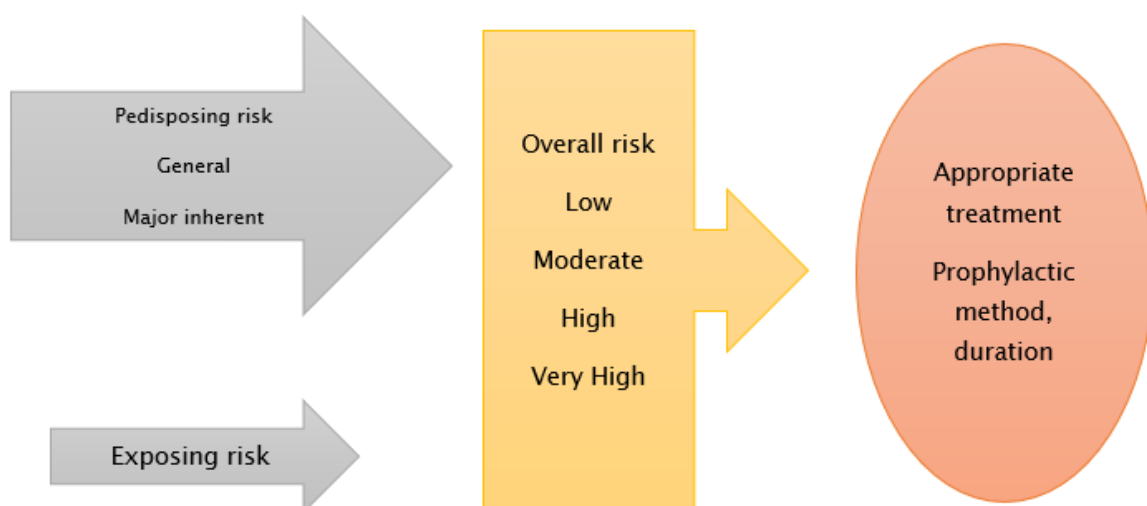 Pedisposing risk
General
Major inherent
Exposing risk
Overall risk
Low
Moderate
High
Very High
Appropriate
treatment
Prophylactic
method,
duration